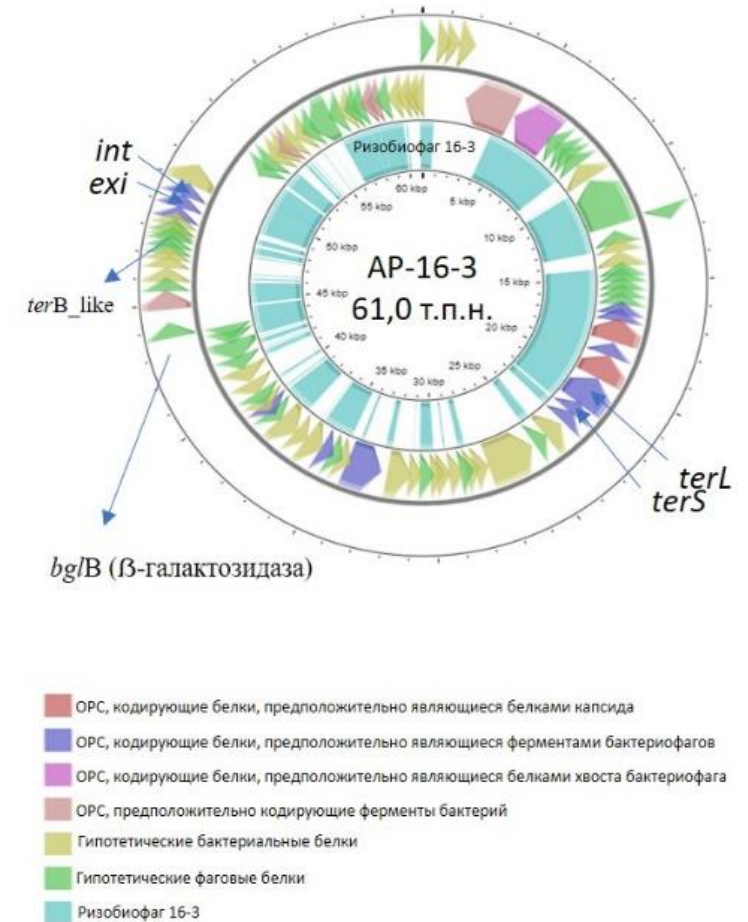 int
exi
terB_like
bglB (ß-галактозидаза)
Ризобиофаг 16-3
60 kbp
5 kbp
10 kbp
15 kbp
20 kbp
25 kbp
30 kbp
35 kbp
40 kbp
45 kbp
50 kbp
55 kbp
АР-16-3
61,0 т.п.н.
terL
terS
ОРС, кодирующие белки, предположительно являющиеся белками капсида
ОРС, кодирующие белки, предположительно являющиеся ферментами бактериофагов
ОРС, кодирующие белки, предположительно являющиеся белками хвоста бактериофага
ОРС, предположительно кодирующие ферменты бактерий
Гипотетические бактериальные белки
Гипотетические фаговые белки
Ризобиофаг 16-3